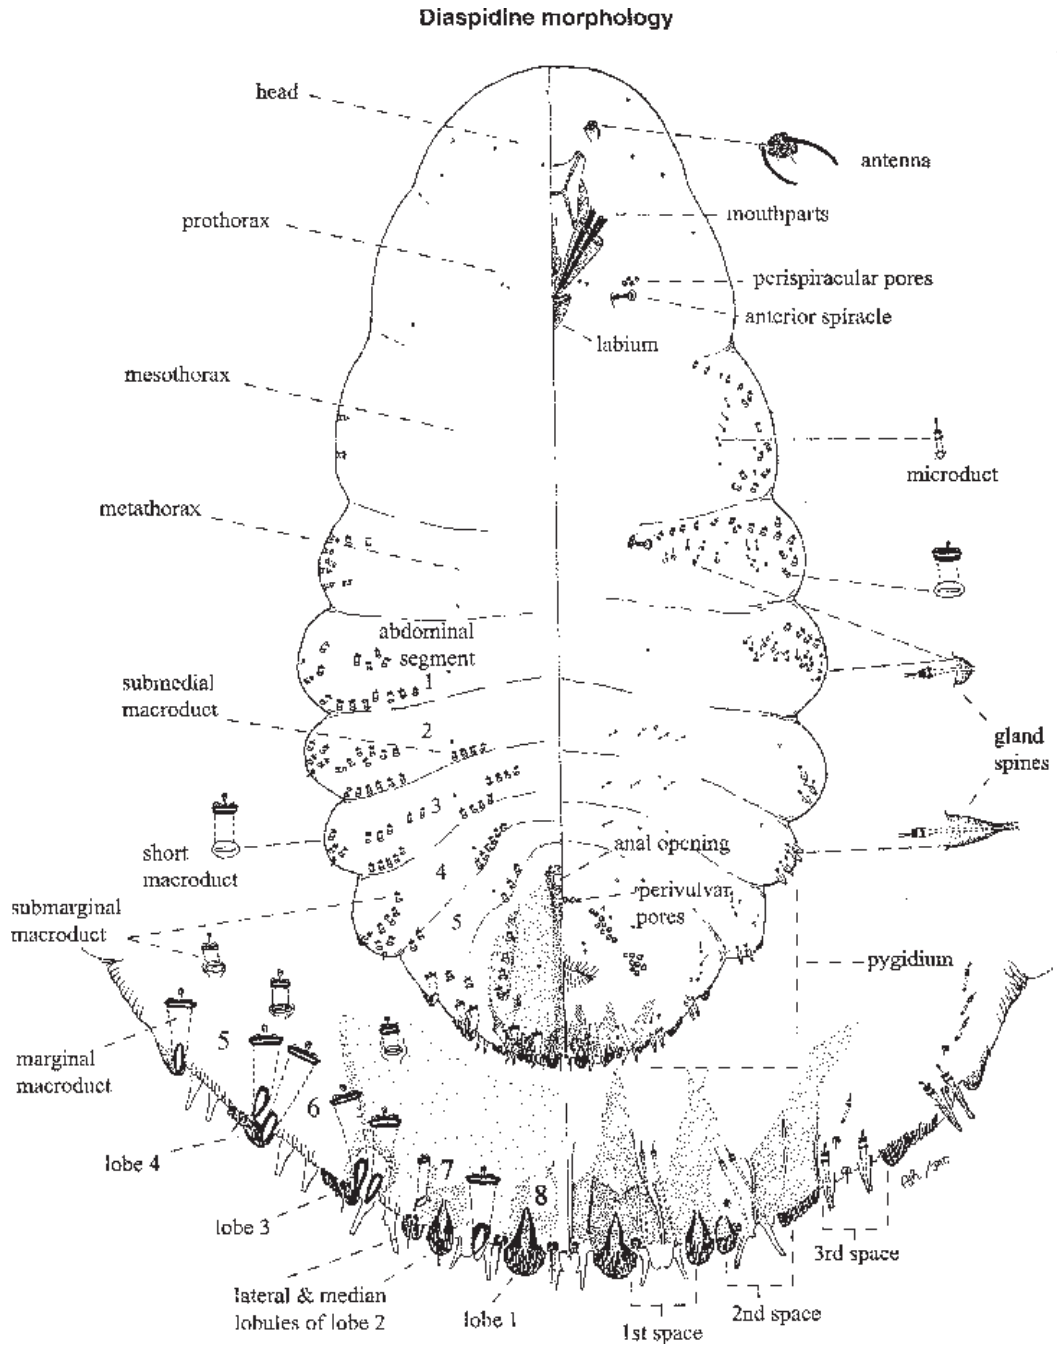 Diaspidine morphology
head
antenna
prothorax
mouthparts
perispiracular pores
anterior spiracle
labium
mesothorax
microduct
metathorax
abdominal
segment
1
submedial
macroduct
2
gland
spines
3
short
macroduct
anal opening
4
perivulvar
pores
submarginal
macroduct
5
pygidium
marginal
macroduct
5
6
lobe 4
7
8
lobe 3
3rd space
lateral & median
lobules of lobe 2
lobe 1
2nd space
1st space